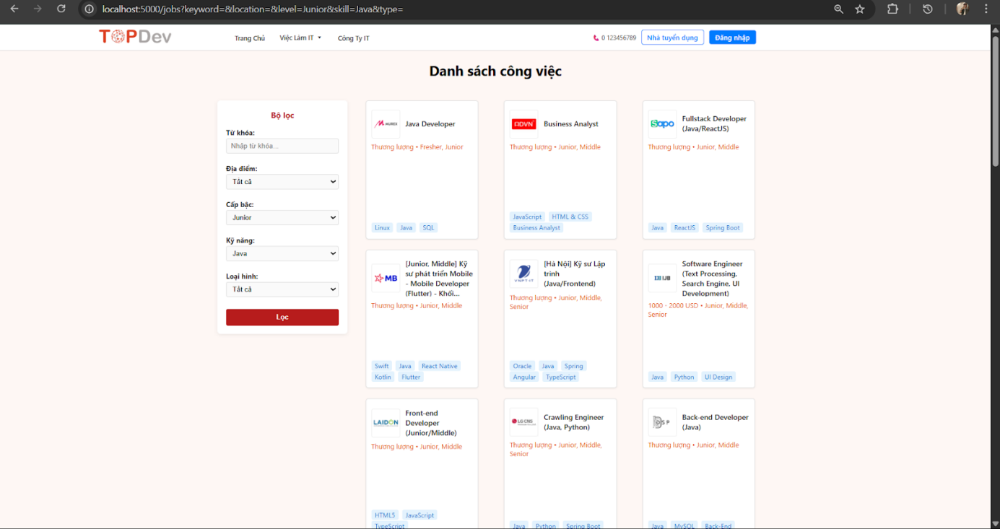 localhost:5000/jobs?keyword=&location=&level=Junior&skill=Java&type=
TOPDev
Trang Chủ
Việc Làm IT
Công Ty IT
0 123456789
Nhà tuyển dụng
Đăng nhập
Danh sách công việc
Bộ lọc
Từ khóa:
Nhập từ khóa...
Địa điểm:
Tất cả
Cấp bậc:
Junior
Kỹ năng:
Java
Loại hình:
Tất cả
Lọc
MUREX
Java Developer
Thương lượng • Fresher, Junior
Linux Java SQL
ADVN
Business Analyst
Thương lượng • Junior, Middle
JavaScript HTML & CSS
Business Analyst
Sapo
Fullstack Developer
(Java/ReactJS)
Thương lượng • Junior, Middle
Java ReactJS Spring Boot
MB
[Junior, Middle] Kỹ
sư phát triển Mobile
- Mobile Developer
(Flutter) - Khối...
Thương lượng • Junior, Middle
Swift Java React Native
Kotlin Flutter
VNPT-IT
[Hà Nội] Kỹ sư Lập
trình
(Java/Frontend)
Thương lượng • Junior, Middle,
Senior
Oracle Java Spring
Angular TypeScript
IJB
Software Engineer
(Text Processing,
Search Engine, UI
Development)
1000 - 2000 USD • Junior, Middle,
Senior
Java Python UI Design
LAIDON
Front-end
Developer
(Junior/Middle)
Thương lượng • Junior, Middle
HTML5 JavaScript
TypeScript
LG CNS
Crawling Engineer
(Java, Python)
Thương lượng • Junior, Middle,
Senior
Java Python Spring Boot
DSP
Back-end Developer
(Java)
Thương lượng • Junior, Middle
Java MySQL Back-End